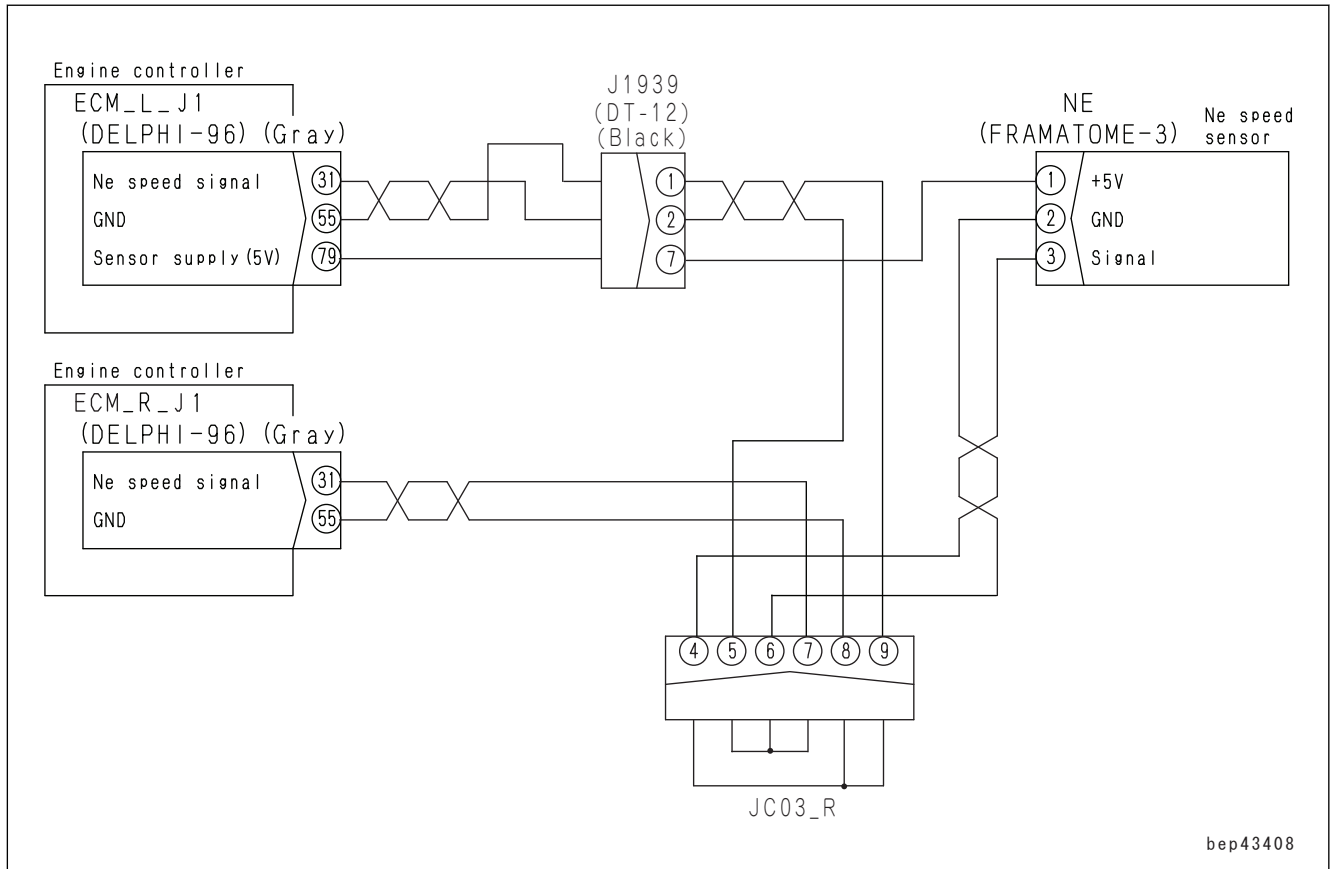 Engine controller
ECM_L_J1
(DELPHI-96) (Gray)
Ne speed signal
31
GND
55
Sensor supply(5V)
79
J1939
(DT-12)
(Black)
1
2
7
NE
(FRAMATOME-3)
Ne speed
sensor
1
+5V
2
GND
3
Signal
Engine controller
ECM_R_J1
(DELPHI-96) (Gray)
Ne speed signal
31
GND
55
4 5 6 7 8 9
JC03_R
bep43408